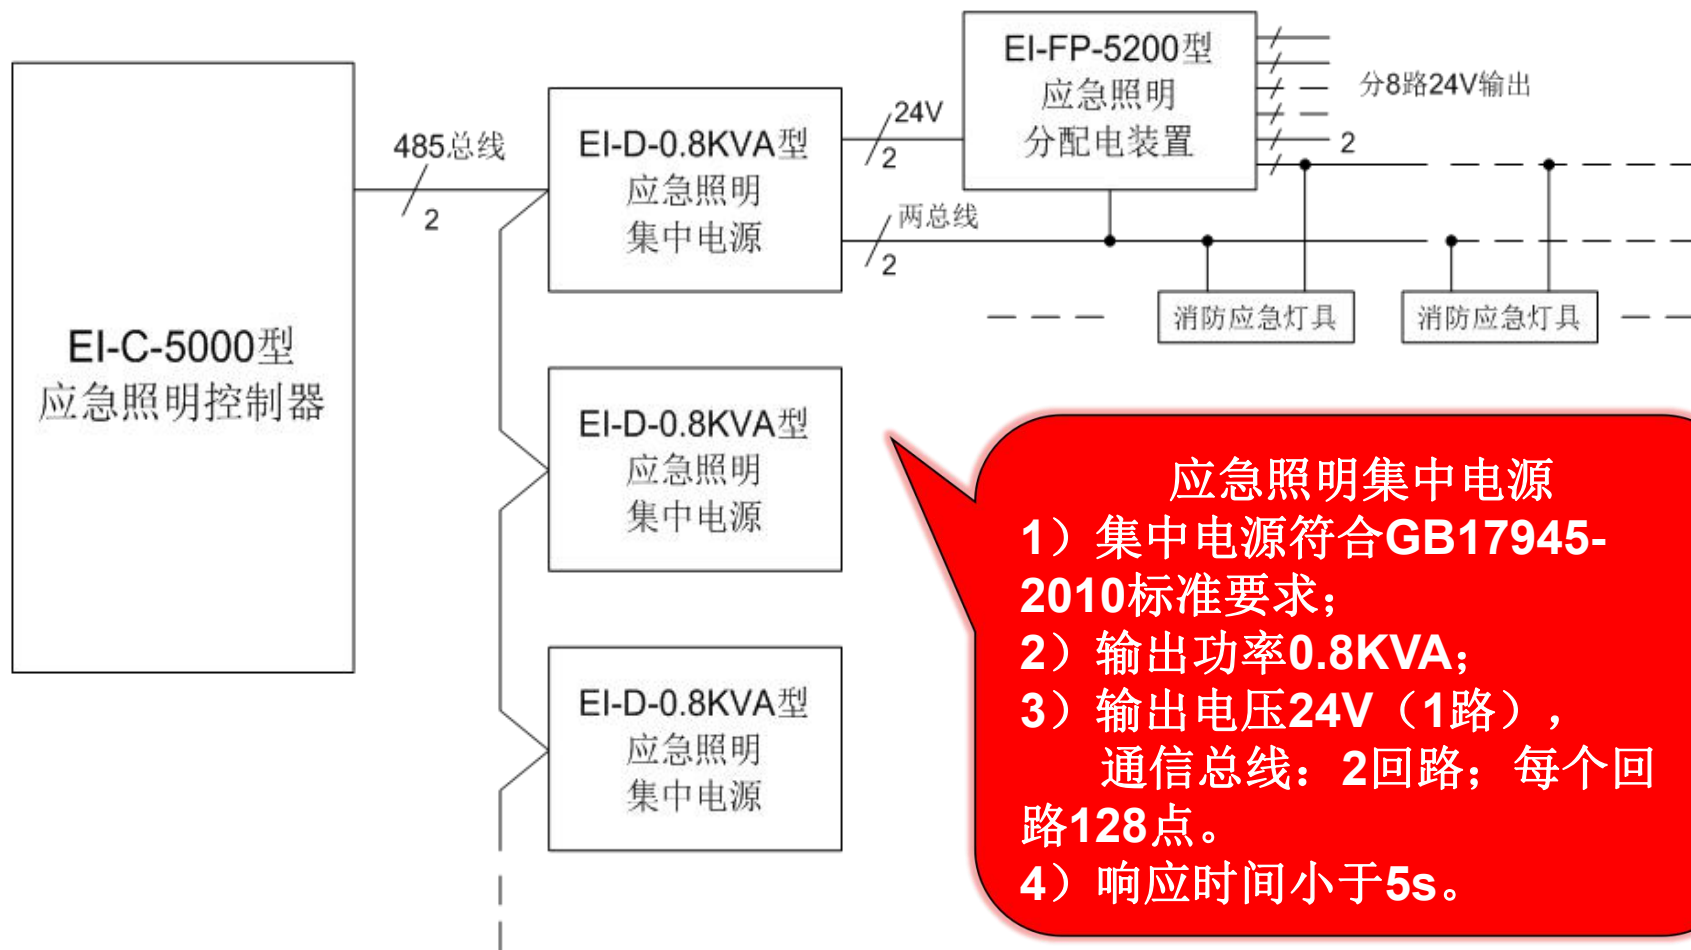 EI-C-5000型
应急照明控制器
485总线
2
EI-D-0.8KVA型
应急照明
集中电源
24V
2
两总线
2
EI-FP-5200型
应急照明
分配电装置
分8路24V输出
2
消防应急灯具
消防应急灯具
EI-D-0.8KVA型
应急照明
集中电源
EI-D-0.8KVA型
应急照明
集中电源
应急照明集中电源
1）集中电源符合GB17945-
2010标准要求；
2）输出功率0.8KVA；
3）输出电压24V（1路），
通信总线：2回路；每个回
路128点。
4）响应时间小于5s。